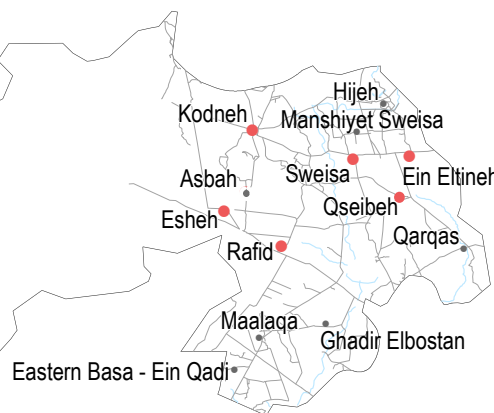 Hijeh
Kodneh
Manshiyet Sweisa
Sweisa
Ein Eltineh
Asbah
Qseibeh
Esheh
Qarqas
Rafid
Maalaqa
Ghadir Elbostan
Eastern Basa - Ein Qadi